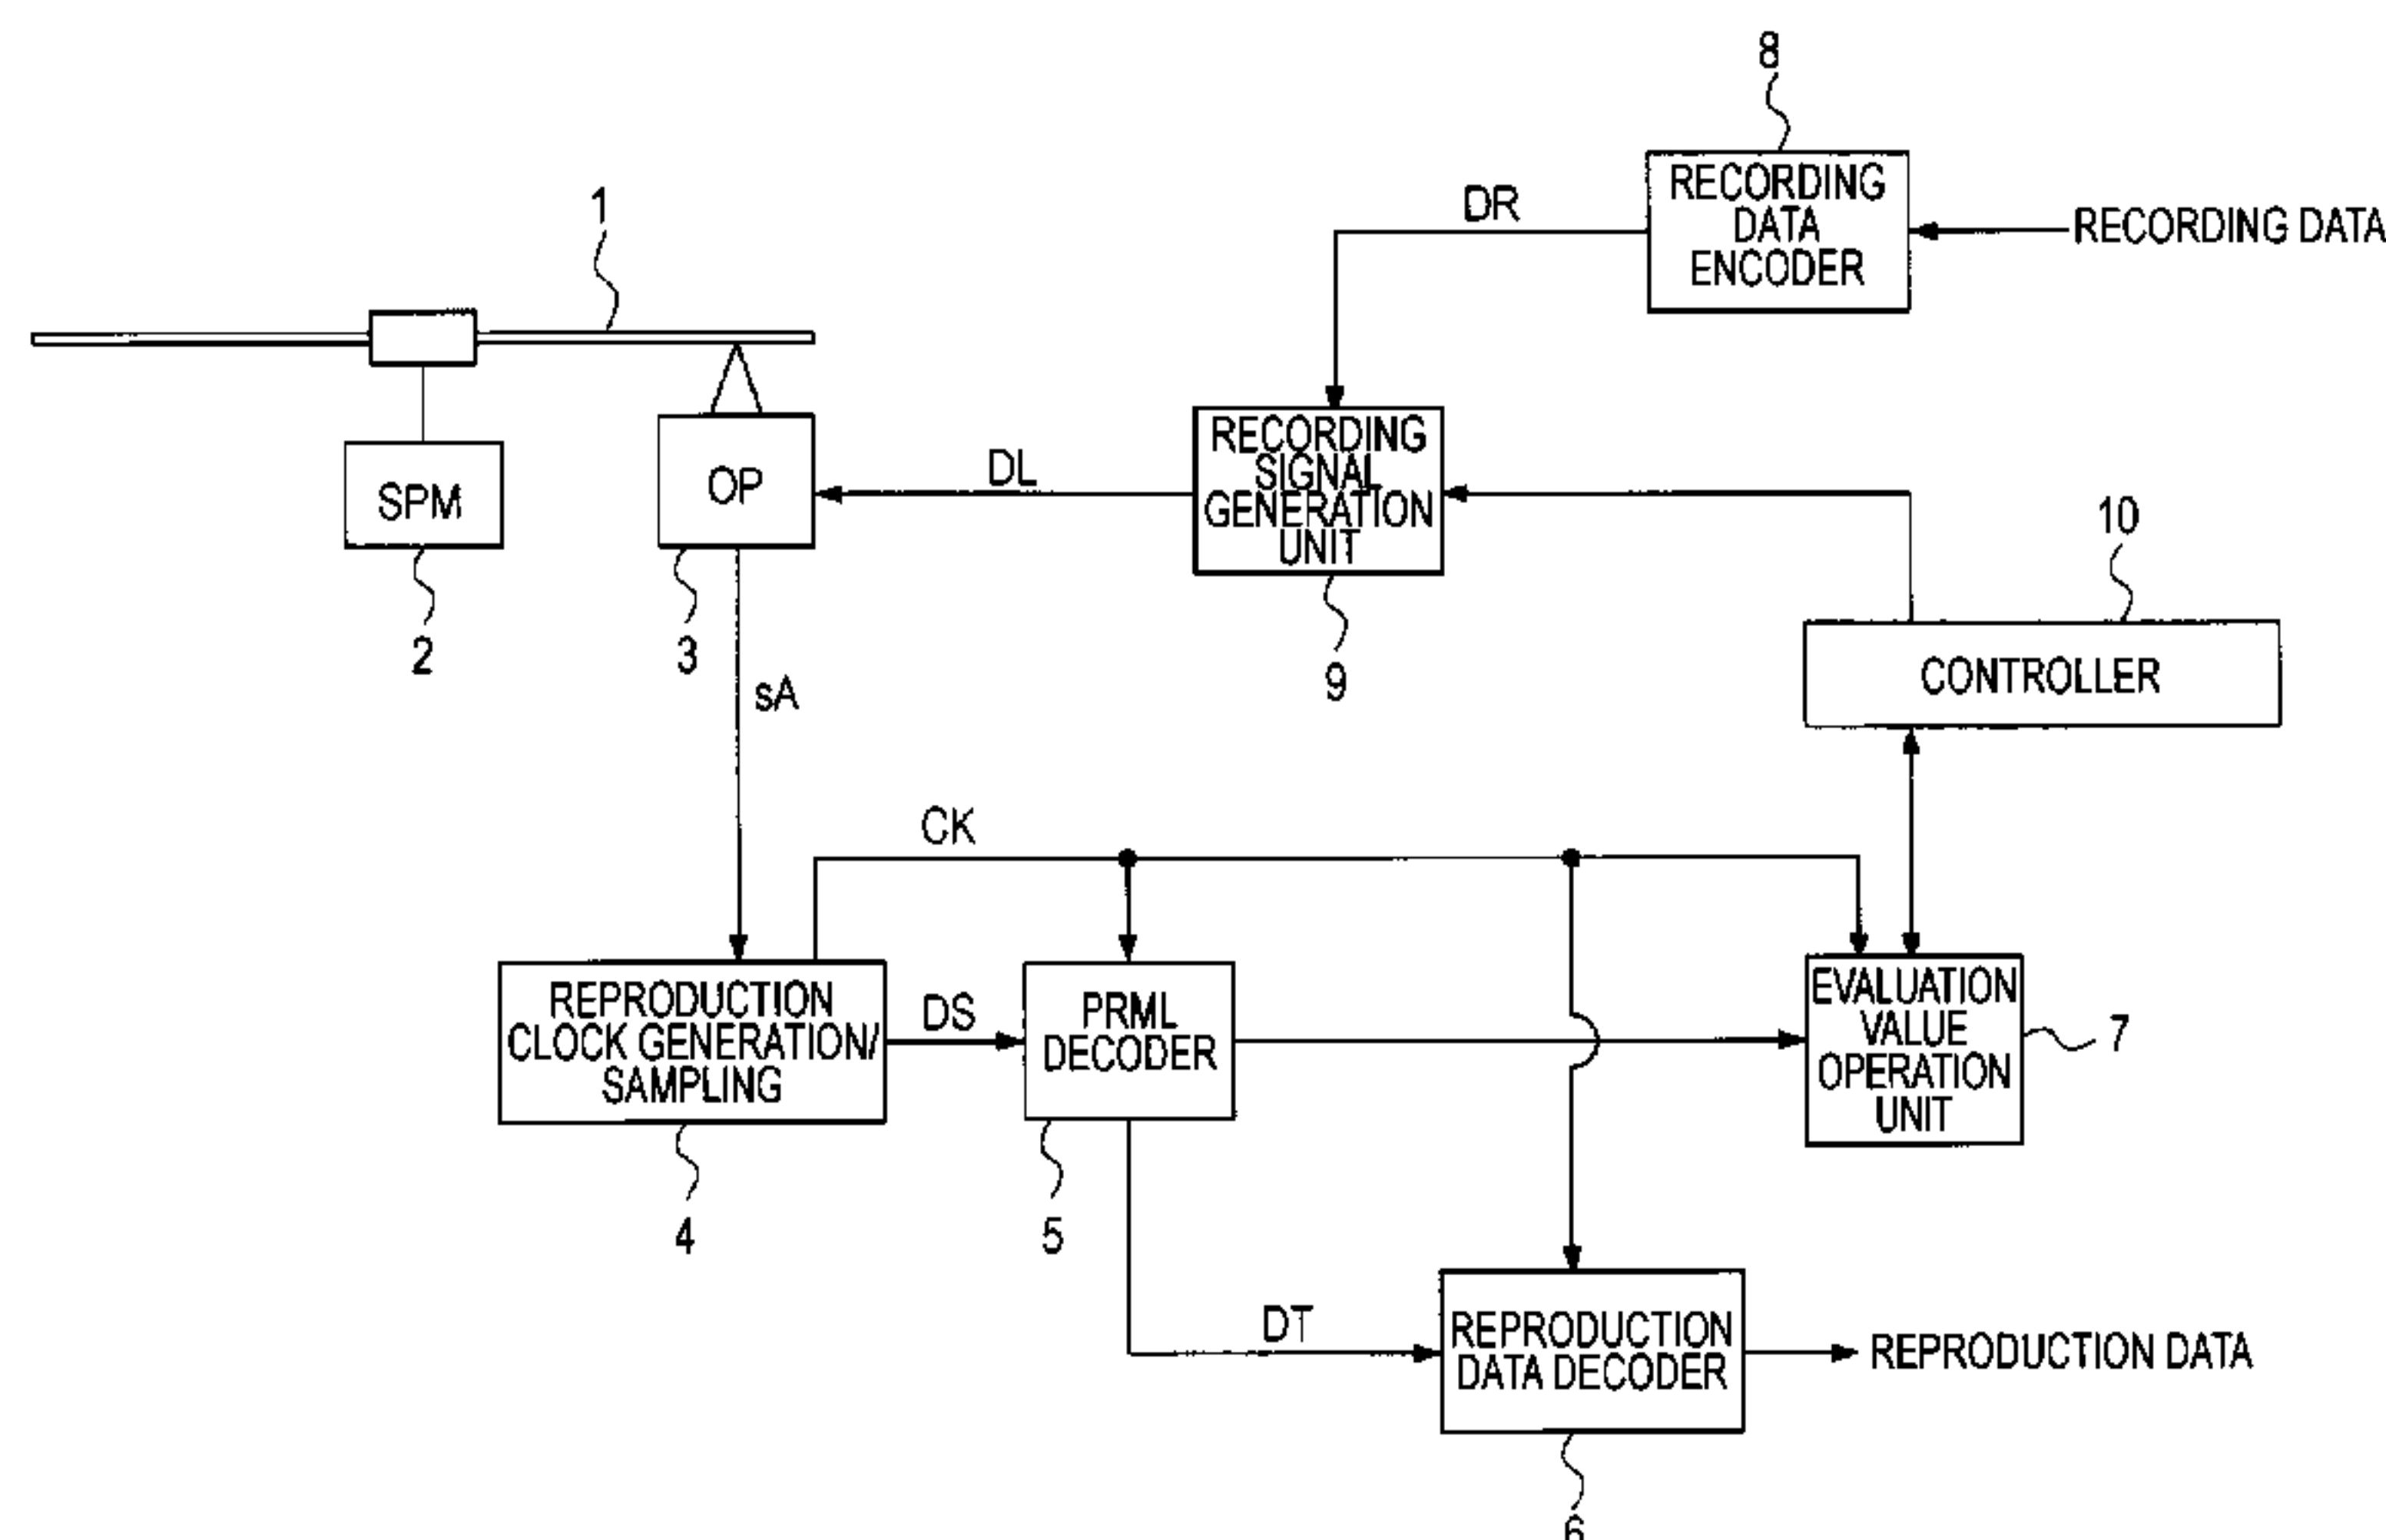 8
RECORDING
DATA
ENCODER
DR
RECORDING DATA
1
SPM
2
OP
3
DL
RECORDING
SIGNAL
GENERATION
UNIT
9
10
CONTROLLER
sA
CK
REPRODUCTION
CLOCK GENERATION/
SAMPLING
4
DS
PRML
DECODER
5
EVALUATION
VALUE
OPERATION
UNIT
7
DT
REPRODUCTION
DATA DECODER
REPRODUCTION DATA
6